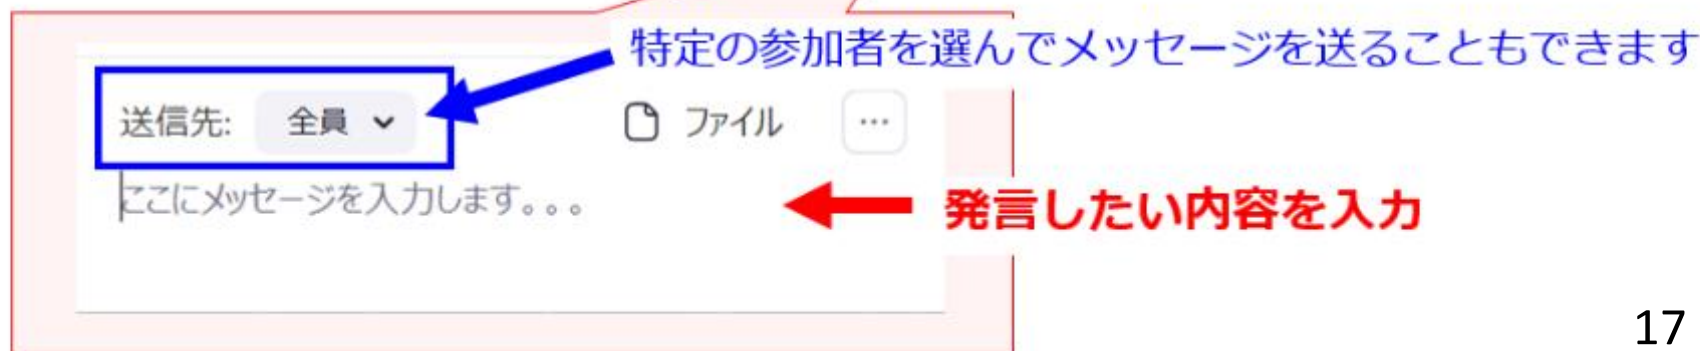 特定の参加者を選んでメッセージを送ることもできます
送信先: 全員 ファイル ...
ここにメッセージを入力します。。。
発言したい内容を入力
17